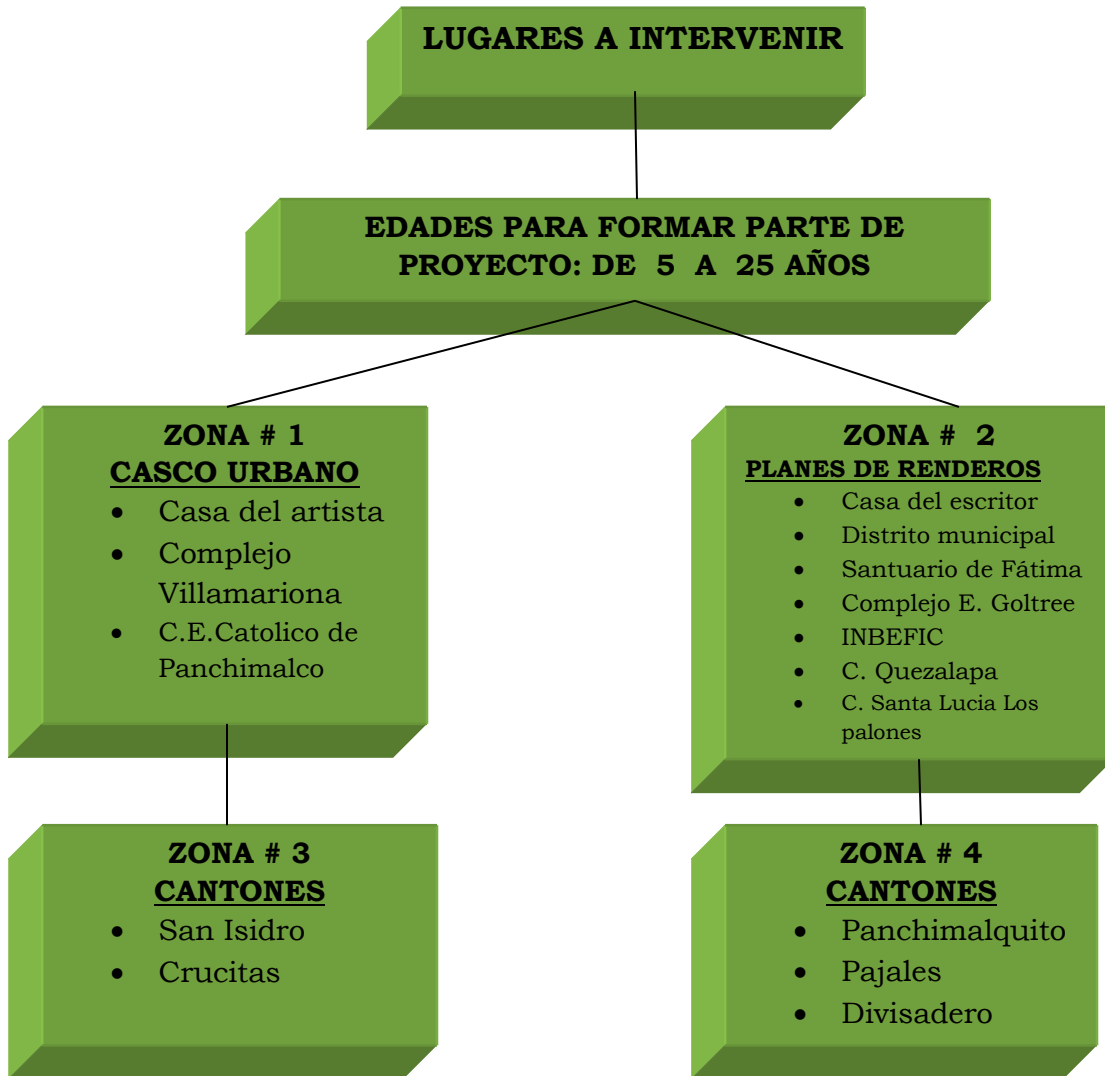 LUGARES A INTERVENIR
EDADES PARA FORMAR PARTE DE
PROYECTO: DE 5 A 25 AÑOS
ZONA # 1
CASCO URBANO
• Casa del artista
• Complejo
Villamariona
• C.E.Catolico de
Panchimalco
ZONA # 2
PLANES DE RENDEROS
• Casa del escritor
• Distrito municipal
• Santuario de Fátima
• Complejo E. Goltree
• INBEFIC
• C. Quezalapa
• C. Santa Lucia Los
palones
ZONA # 3
CANTONES
• San Isidro
• Crucitas
ZONA # 4
CANTONES
• Panchimalquito
• Pajales
• Divisadero